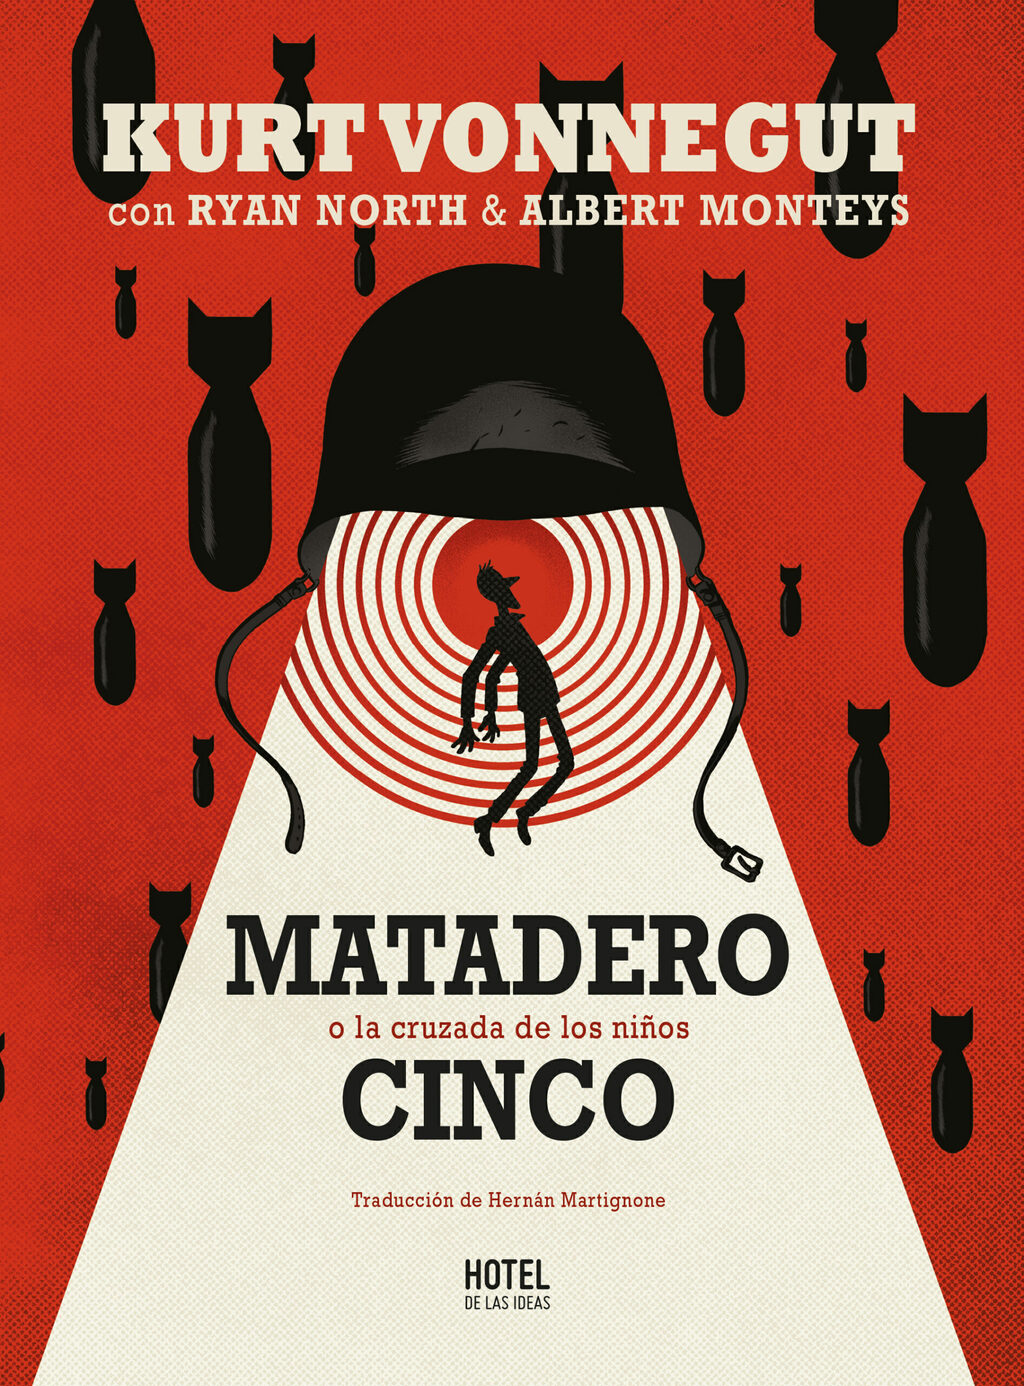 KURT VONNEGUT
con RYAN NORTH & ALBERT MONTEYS
MATADERO
o la cruzada de los niños
CINCO
Traducción de Hernán Martignone
HOTEL
DE LAS IDEAS